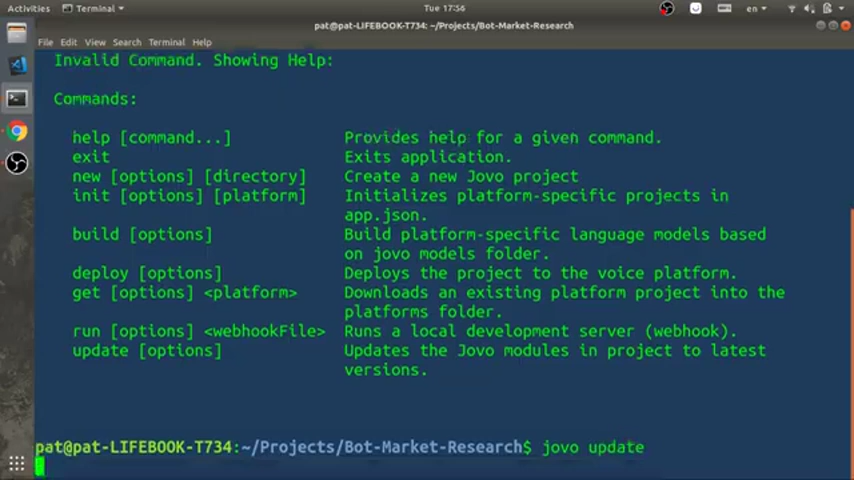 Activities
Terminal
Tue 17:56
en
pat@pat-LIFEBOOK-T734: ~/Projects/Bot-Market-Research
File Edit View Search Terminal Help
Invalid Command. Showing Help:
Commands:
help [command...] Provides help for a given command.
exit Exits application.
new [options] [directory] Create a new Jovo project
init [options] [platform] Initializes platform-specific projects in
app.json.
build [options] Build platform-specific language models based
on jovo models folder.
deploy [options] Deploys the project to the voice platform.
get [options] <platform> Downloads an existing platform project into the
platforms folder.
run [options] <webhookFile> Runs a local development server (webhook).
update [options] Updates the Jovo modules in project to latest
versions.
pat@pat-LIFEBOOK-T734:~/Projects/Bot-Market-Research$ jovo update